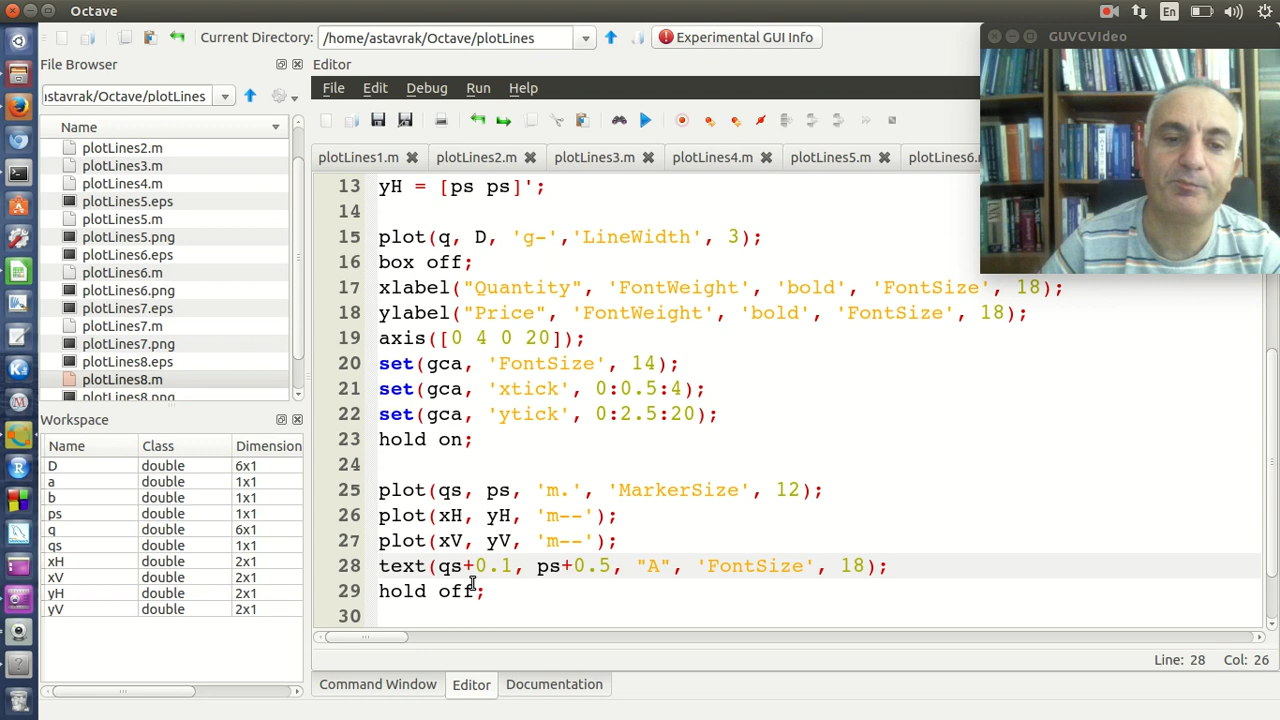 Octave
En
Current Directory:
/home/astavrak/Octave/plotLines
Experimental GUI Info
GUVCVIdeo
File Browser
Editor
astavrak/Octave/plotLines
File Edit Debug Run Help
Name
plotLines1.m
plotLines2.m
plotLines3.m
plotLines4.m
plotLines5.m
plotLines6.
plotLines2.m
plotLines3.m
plotLines4.m
plotLines5.eps
plotLines5.m
plotLines5.png
plotLines6.eps
plotLines6.m
plotLines6.png
plotLines7.eps
plotLines7.m
plotLines7.png
plotLines8.eps
plotLines8.m
plotLines8.png
Workspace
Name Class Dimension
D double 6x1
a double 1x1
b double 1x1
ps double 1x1
q double 6x1
qs double 1x1
xH double 2x1
xV double 2x1
yH double 2x1
yV double 2x1
13 yH = [ps ps]';
14
15 plot(q, D, 'g-','LineWidth', 3);
16 box off;
17 xlabel("Quantity", 'FontWeight', 'bold', 'FontSize', 18);
18 ylabel("Price", 'FontWeight', 'bold', 'FontSize', 18);
19 axis([0 4 0 20]);
20 set(gca, 'FontSize', 14);
21 set(gca, 'xtick', 0:0.5:4);
22 set(gca, 'ytick', 0:2.5:20);
23 hold on;
24
25 plot(qs, ps, 'm.', 'MarkerSize', 12);
26 plot(xH, yH, 'm--');
27 plot(xV, yV, 'm--');
28 text(qs+0.1, ps+0.5, "A", 'FontSize', 18);
29 hold off;
30
Line: 28 Col: 26
Command Window Editor Documentation